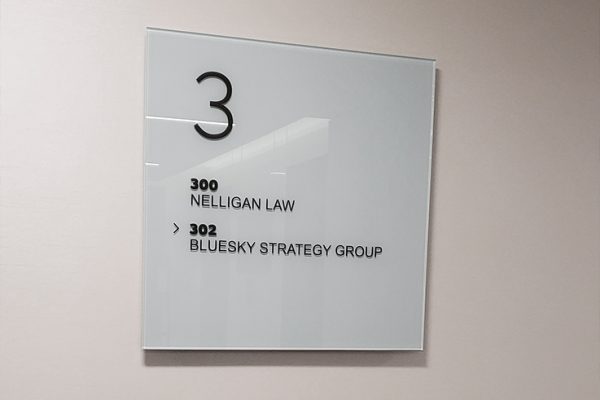 3
300
NELLIGAN LAW
> 302
BLUESKY STRATEGY GROUP